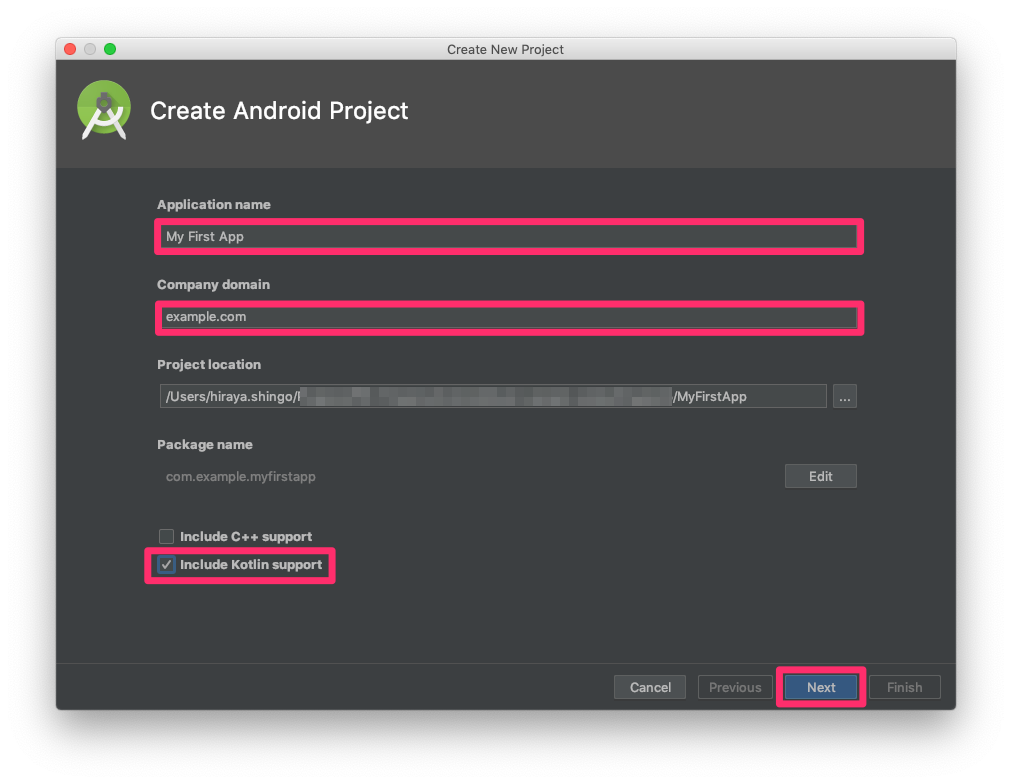 Create New Project
Create Android Project
Application name
My First App
Company domain
example.com
Project location
/Users/hiraya.shingo/ /MyFirstApp
...
Package name
com.example.myfirstapp
Edit
Include C++ support
Include Kotlin support
Cancel Previous Next Finish